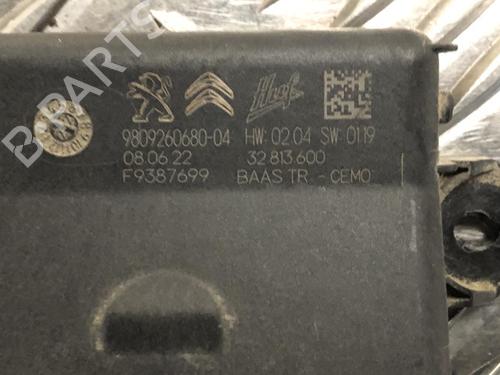 B-PARTS
Huf
9809260680-04 HW:02.04 SW:01.19
08.06.22 32 813 600
F9387699 BAAS TR. - CEMO